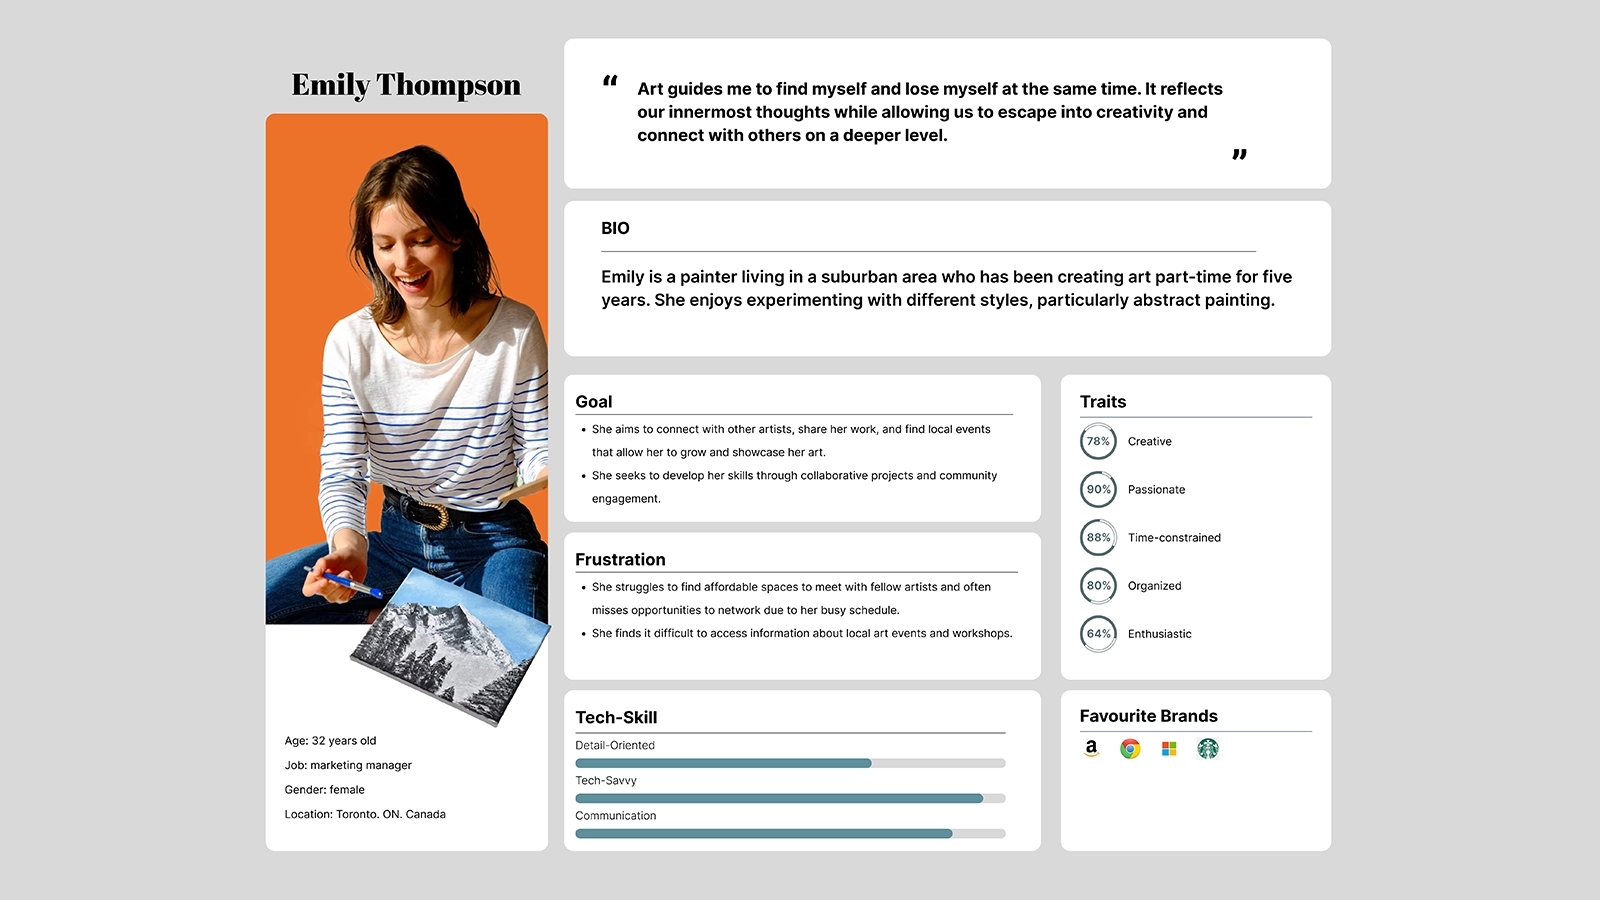 Emily Thompson
Age: 32 years old
Job: marketing manager
Gender: female
Location: Toronto. ON. Canada
“
Art guides me to find myself and lose myself at the same time. It reflects
our innermost thoughts while allowing us to escape into creativity and
connect with others on a deeper level.
”
BIO
Emily is a painter living in a suburban area who has been creating art part-time for five
years. She enjoys experimenting with different styles, particularly abstract painting.
Goal
• She aims to connect with other artists, share her work, and find local events
that allow her to grow and showcase her art.
• She seeks to develop her skills through collaborative projects and community
engagement.
Frustration
• She struggles to find affordable spaces to meet with fellow artists and often
misses opportunities to network due to her busy schedule.
• She finds it difficult to access information about local art events and workshops.
Tech-Skill
Detail-Oriented
Tech-Savvy
Communication
Traits
78% Creative
90% Passionate
88% Time-constrained
80% Organized
64% Enthusiastic
Favourite Brands
a